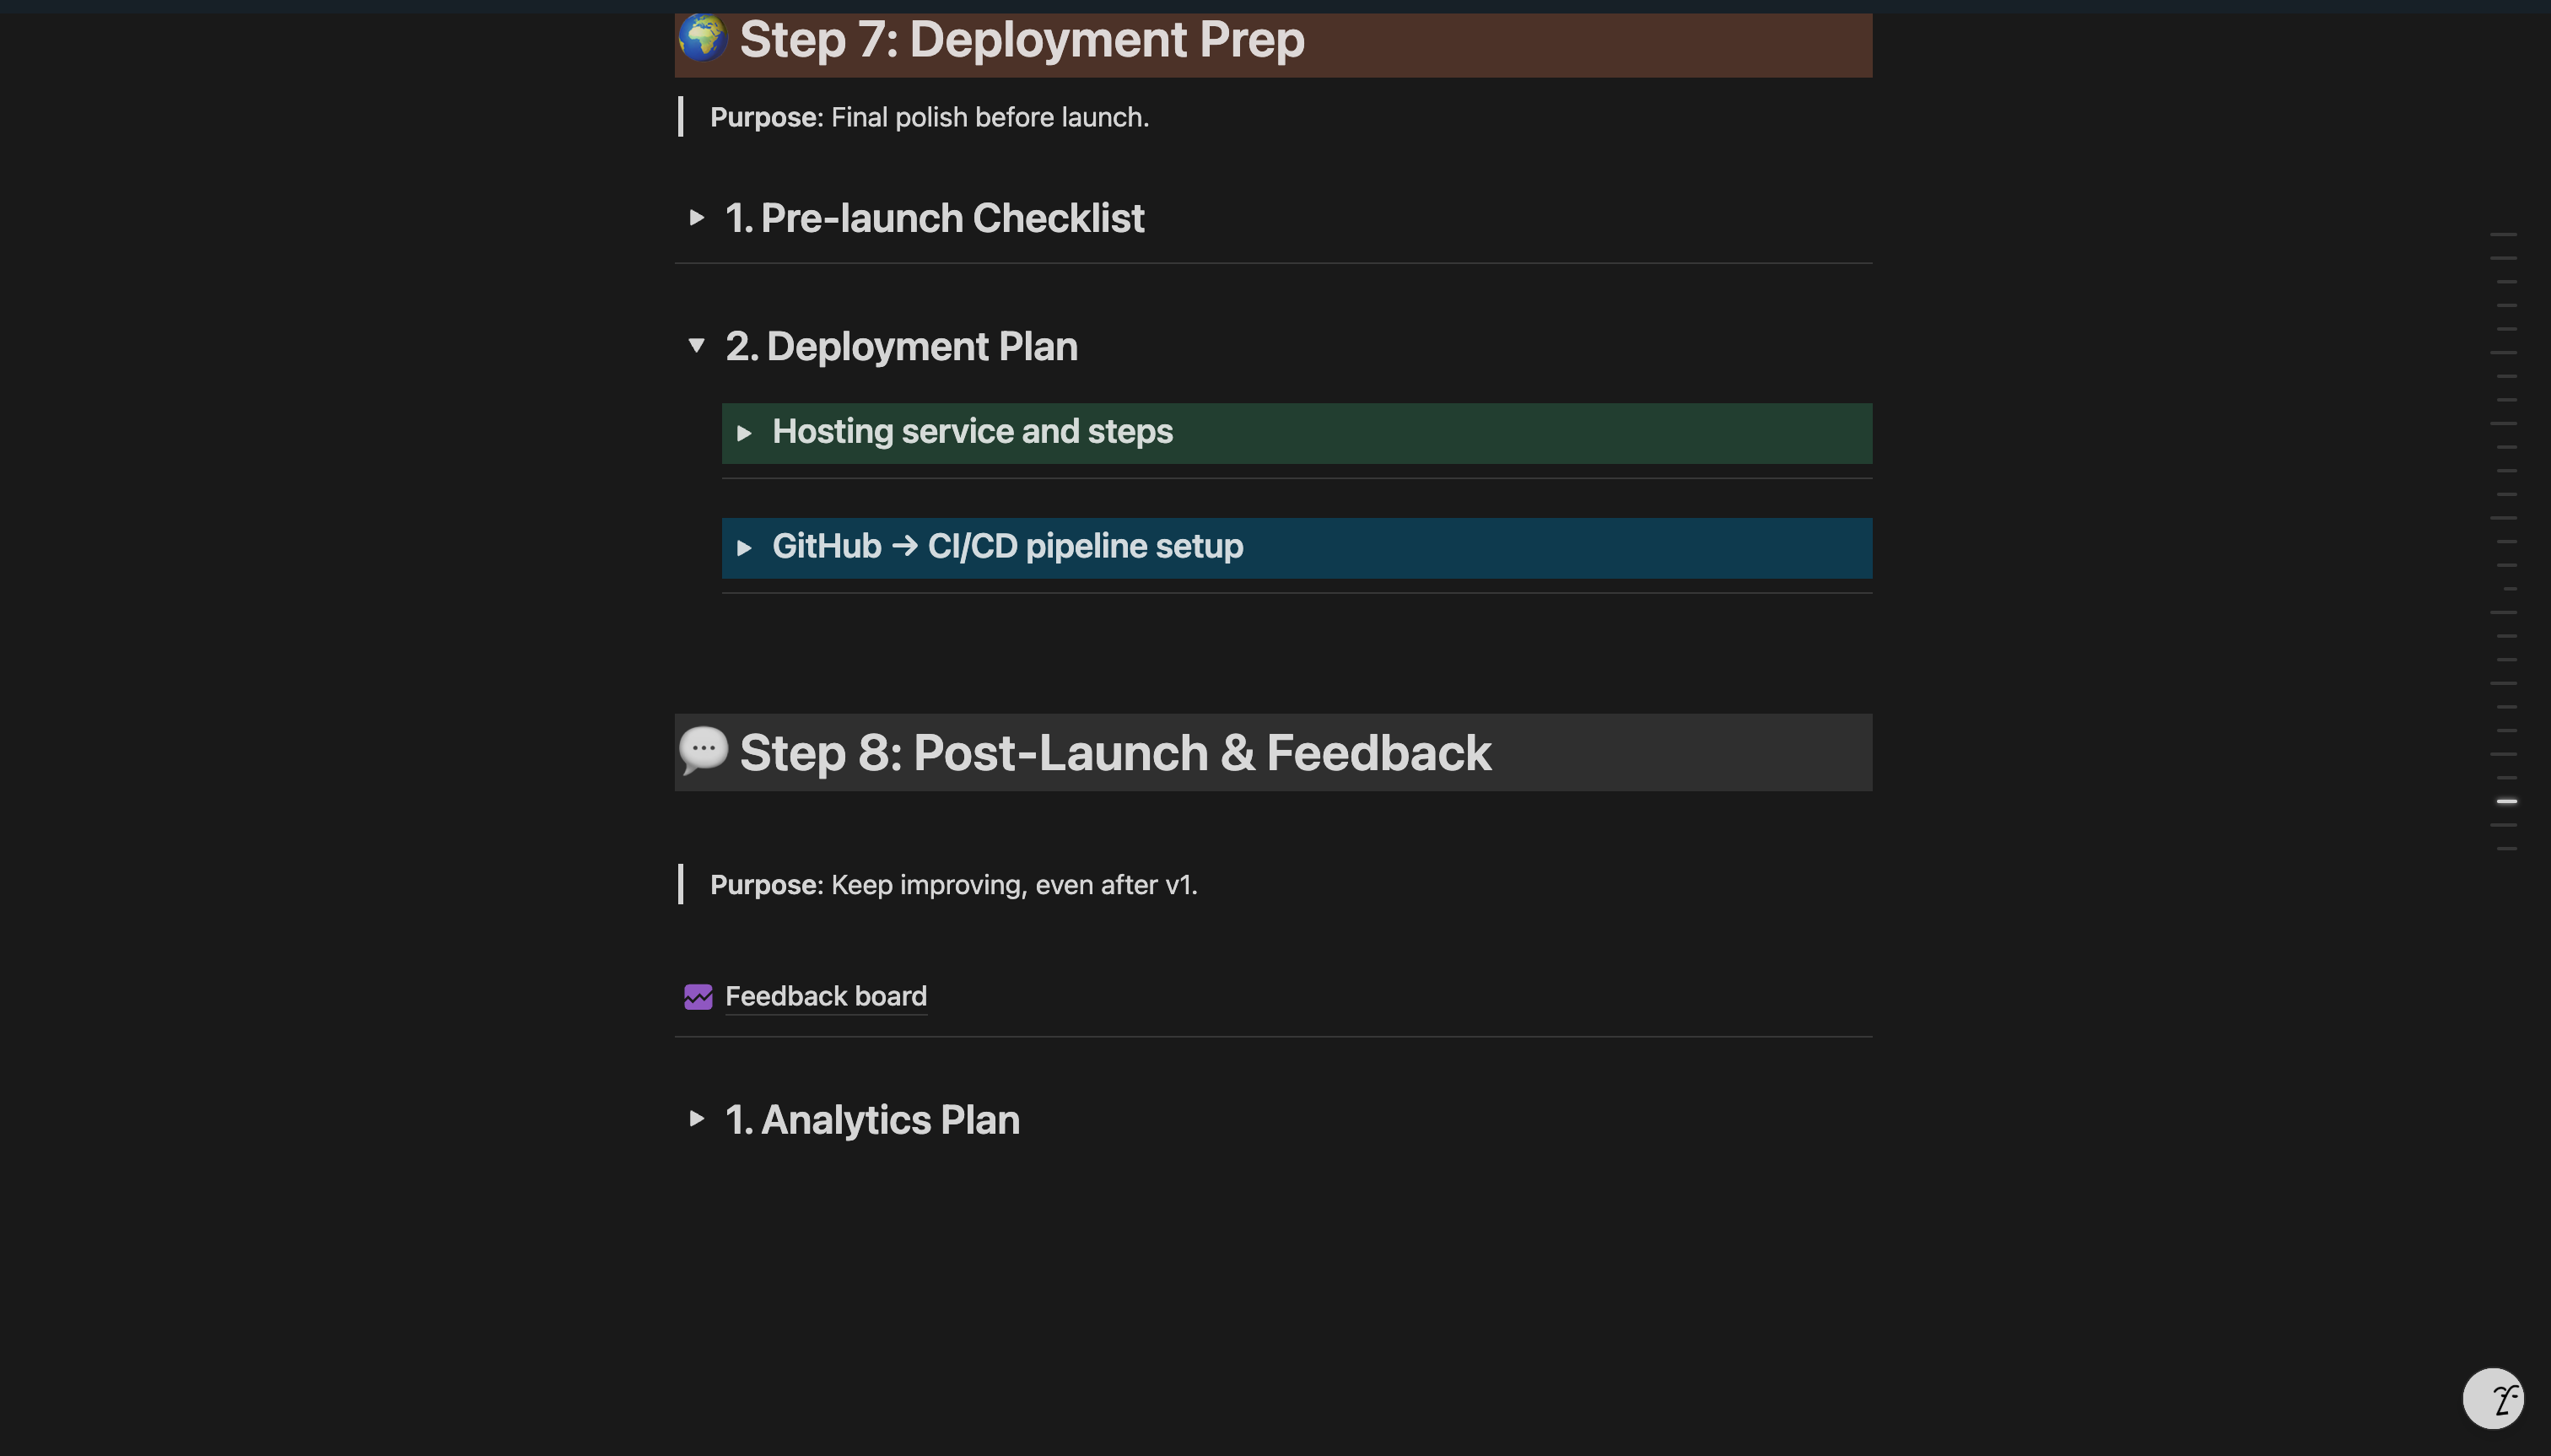 Step 7: Deployment Prep
Purpose: Final polish before launch.
1. Pre-launch Checklist
2. Deployment Plan
Hosting service and steps
GitHub → CI/CD pipeline setup
Step 8: Post-Launch & Feedback
Purpose: Keep improving, even after v1.
Feedback board
1. Analytics Plan